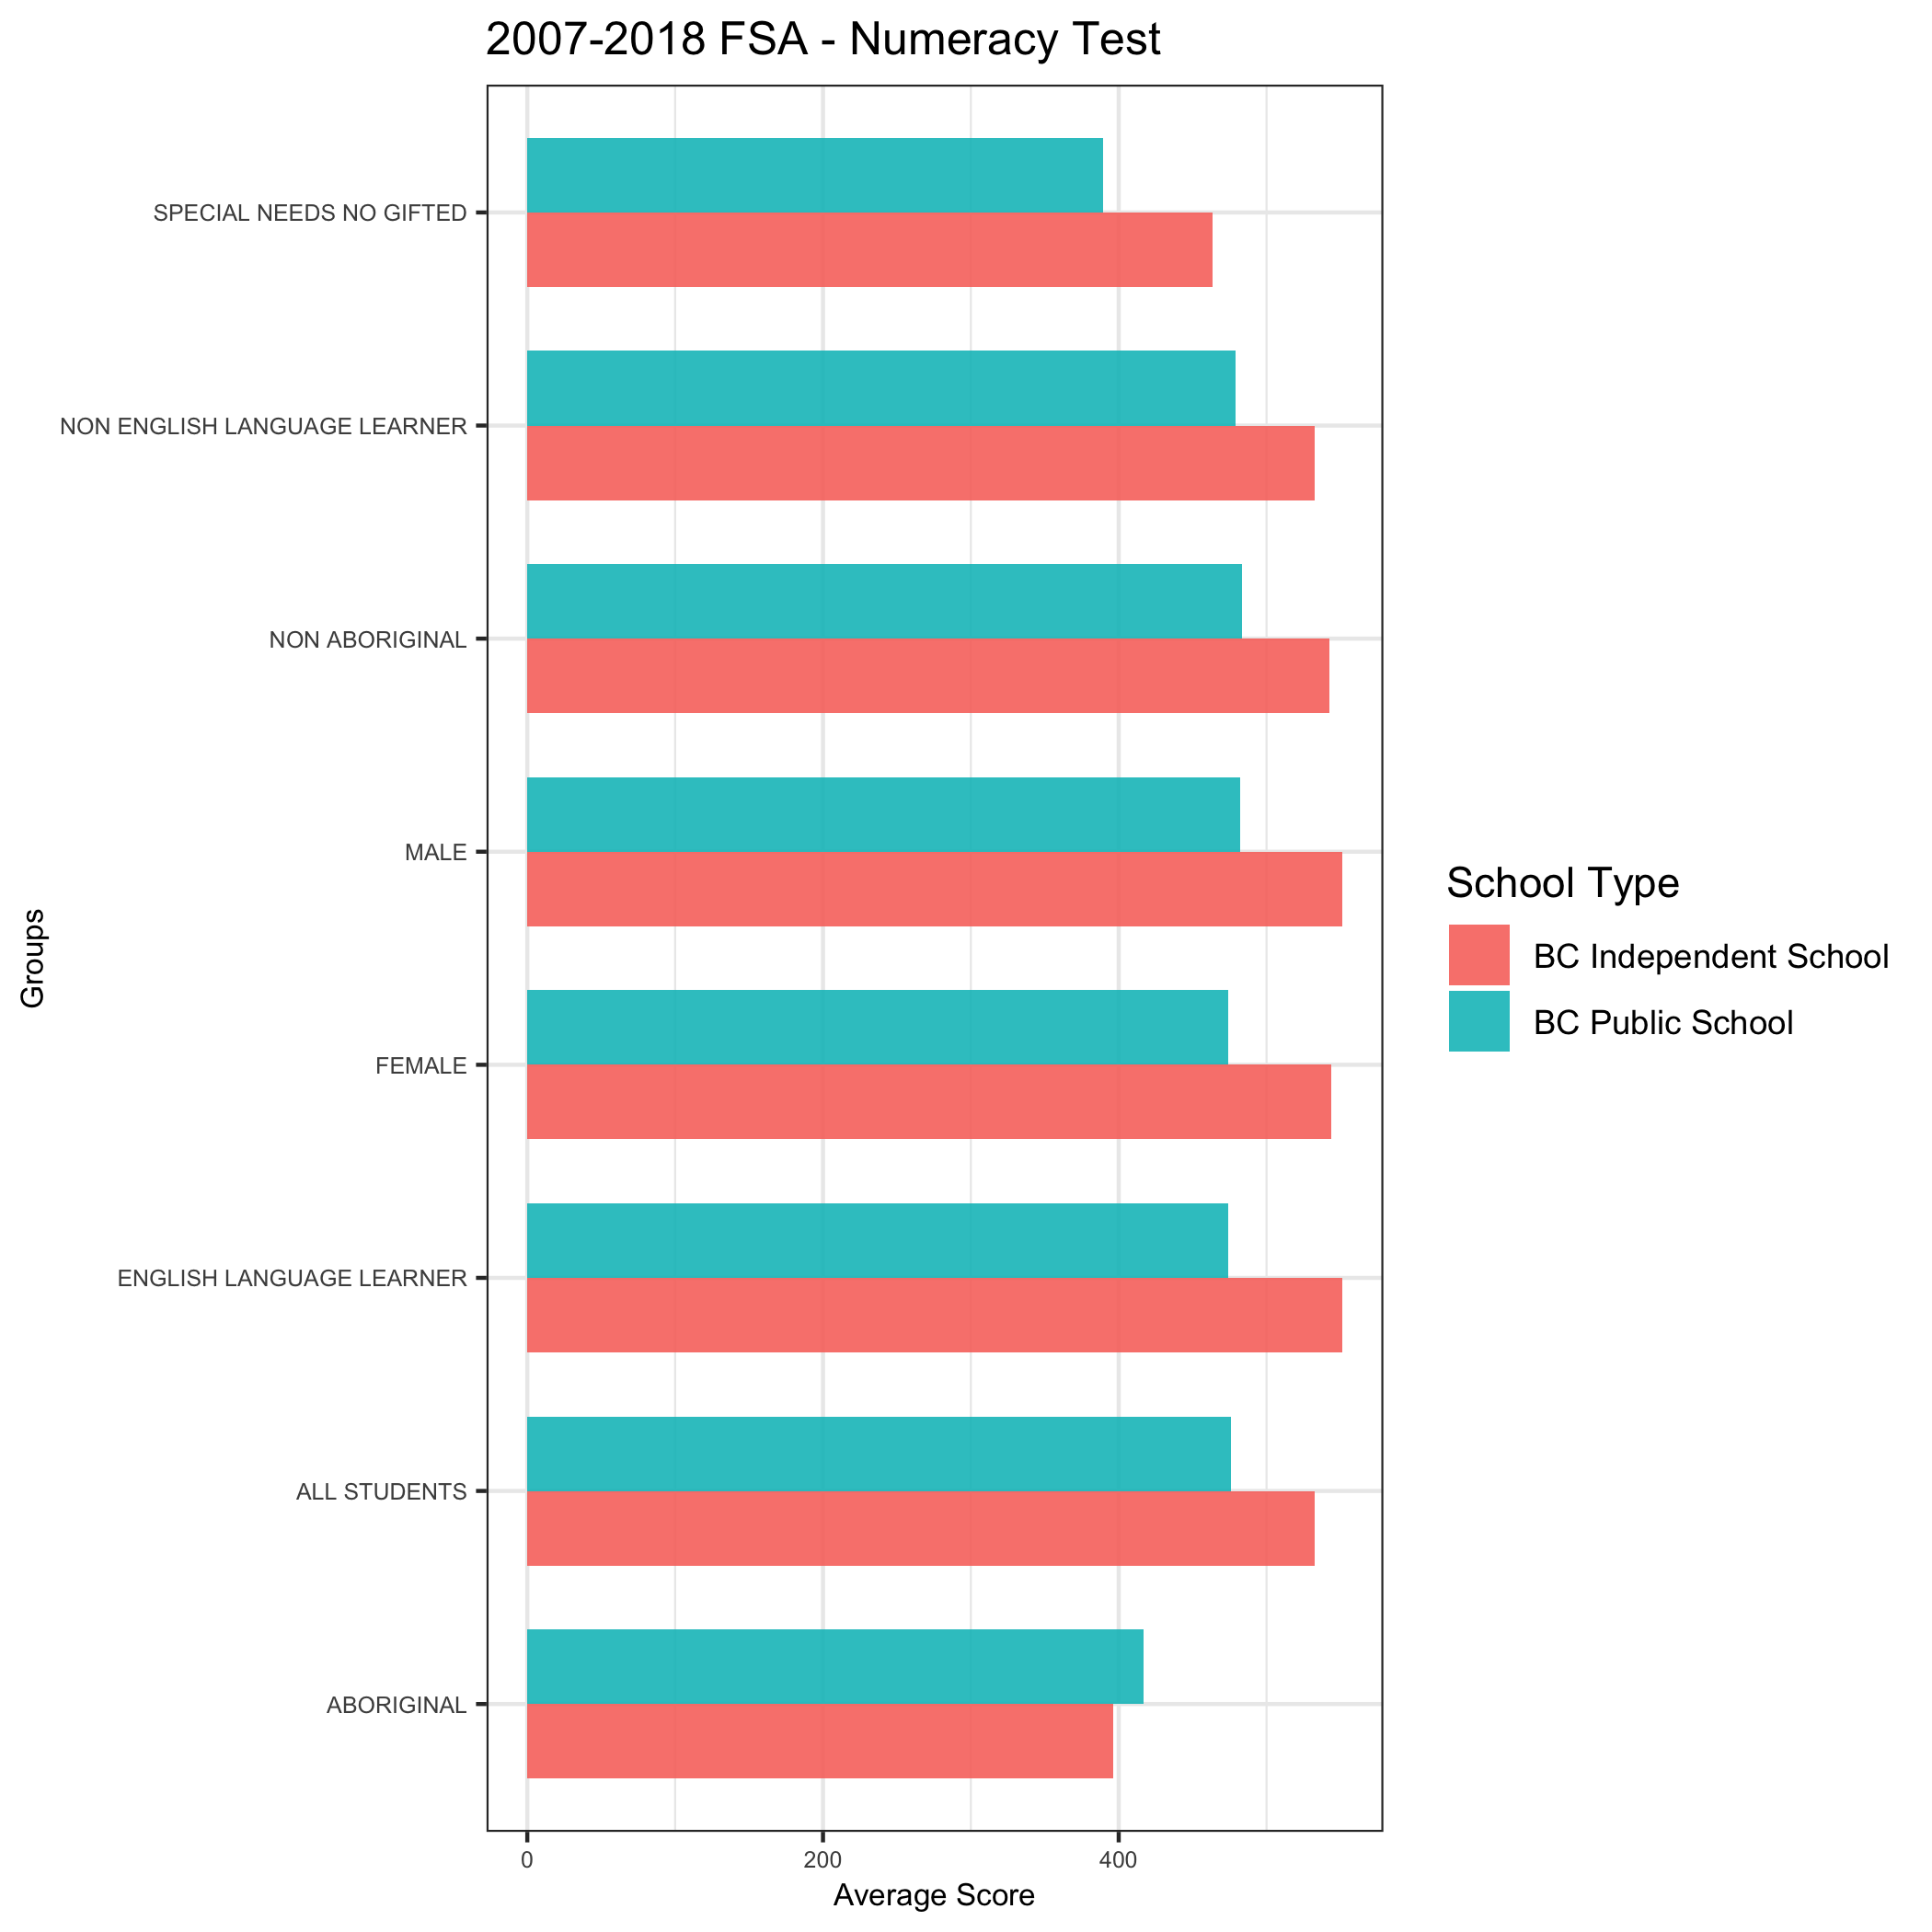 2007-2018 FSA - Numeracy Test
SPECIAL NEEDS NO GIFTED
NON ENGLISH LANGUAGE LEARNER
NON ABORIGINAL
MALE
FEMALE
ENGLISH LANGUAGE LEARNER
ALL STUDENTS
ABORIGINAL
Groups
0 200 400
Average Score
School Type
BC Independent School
BC Public School